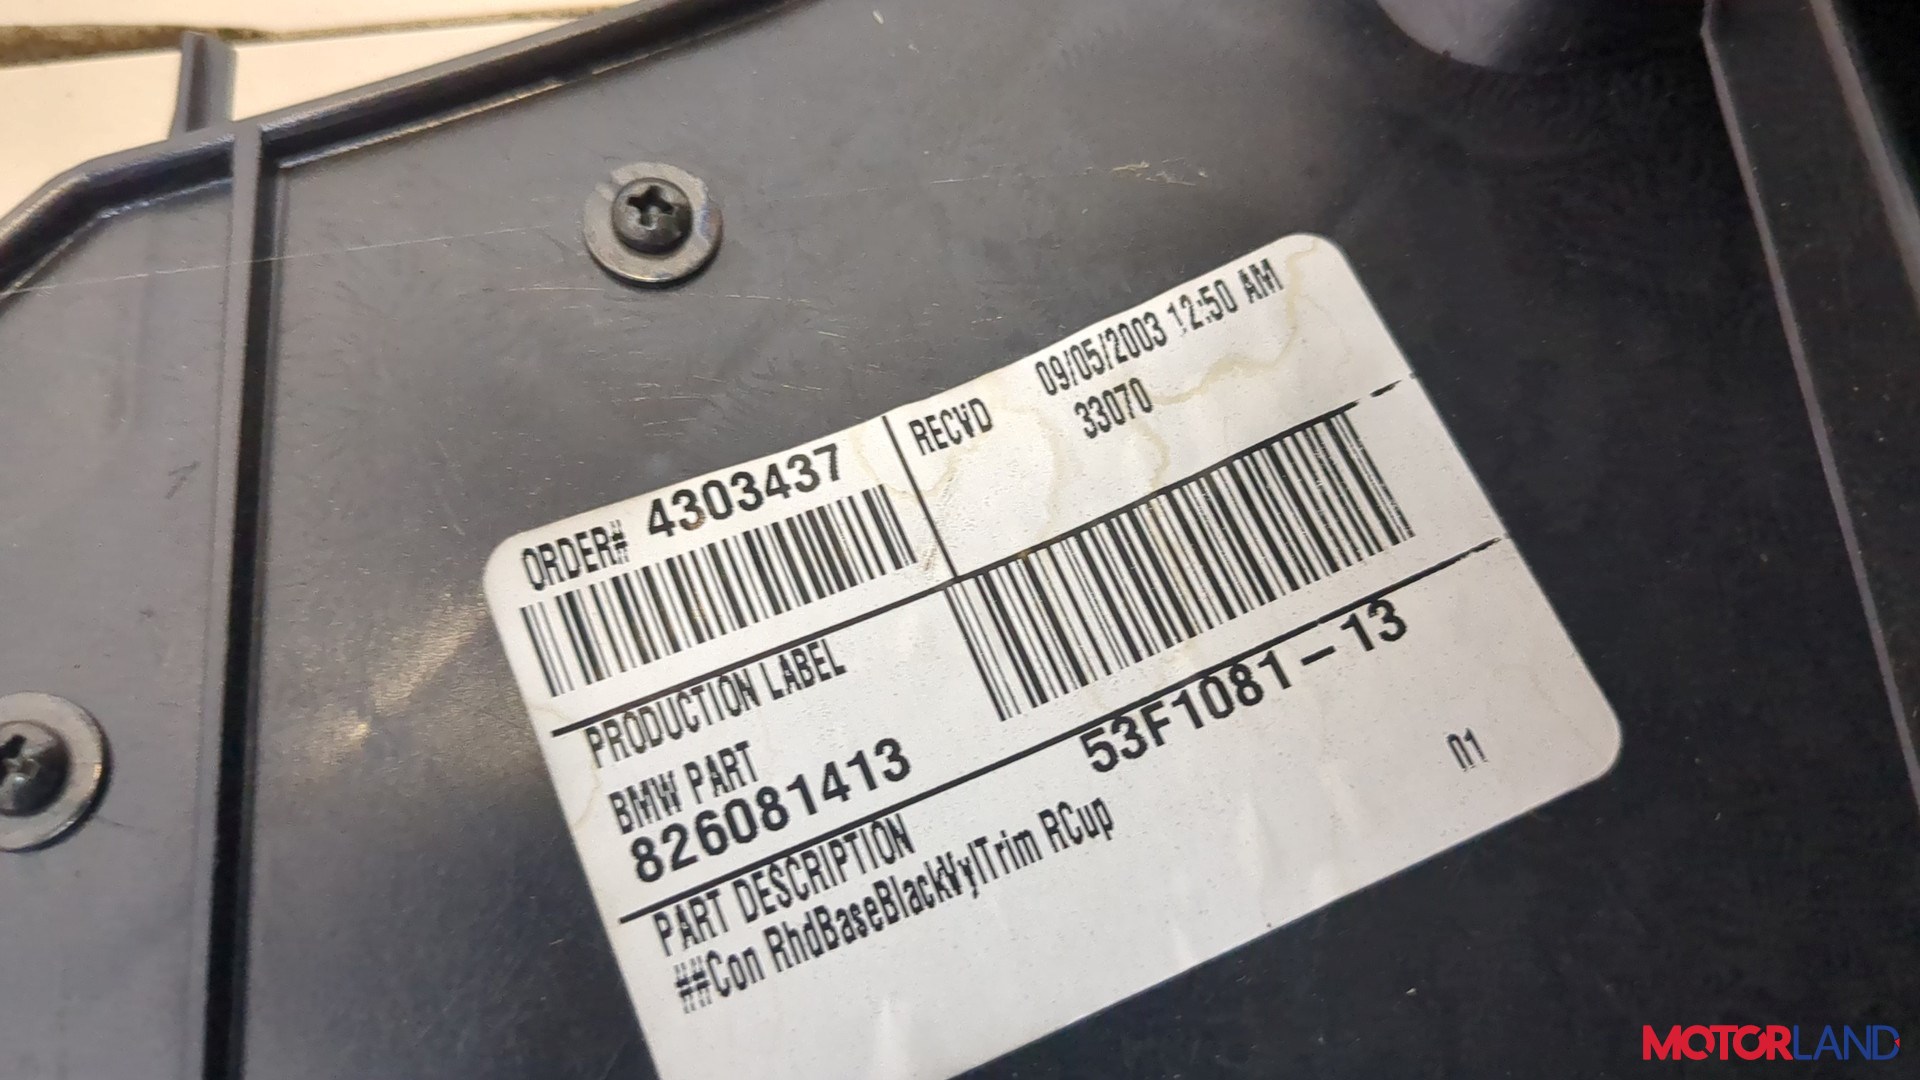 ORDER# 4303437
RECVD 09/05/2003 12:50 AM
33070
PRODUCTION LABEL
BMW PART
826081413
53F1081-13
PART DESCRIPTION
##Con RhdBaseBlackVylTrim RCup
01
MOTORLAND